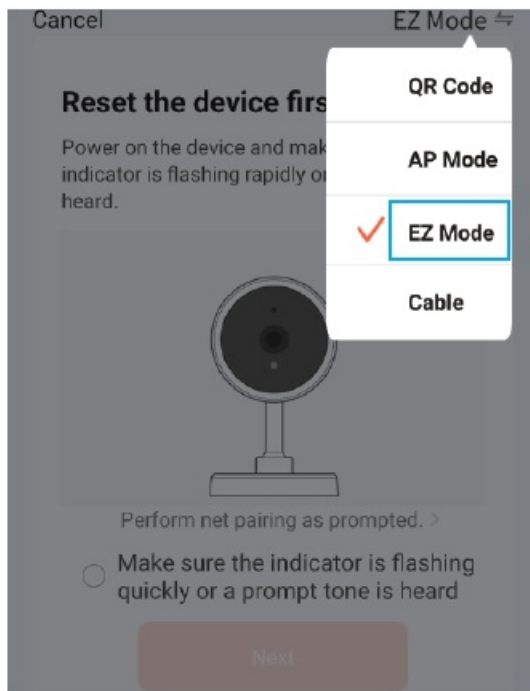 Cancel
EZ Mode
QR Code
Reset the device firs
AP Mode
Power on the device and mak
indicator is flashing rapidly or
heard.
EZ Mode
Cable
Perform net pairing as prompted. >
Make sure the indicator is flashing
quickly or a prompt tone is heard
Next